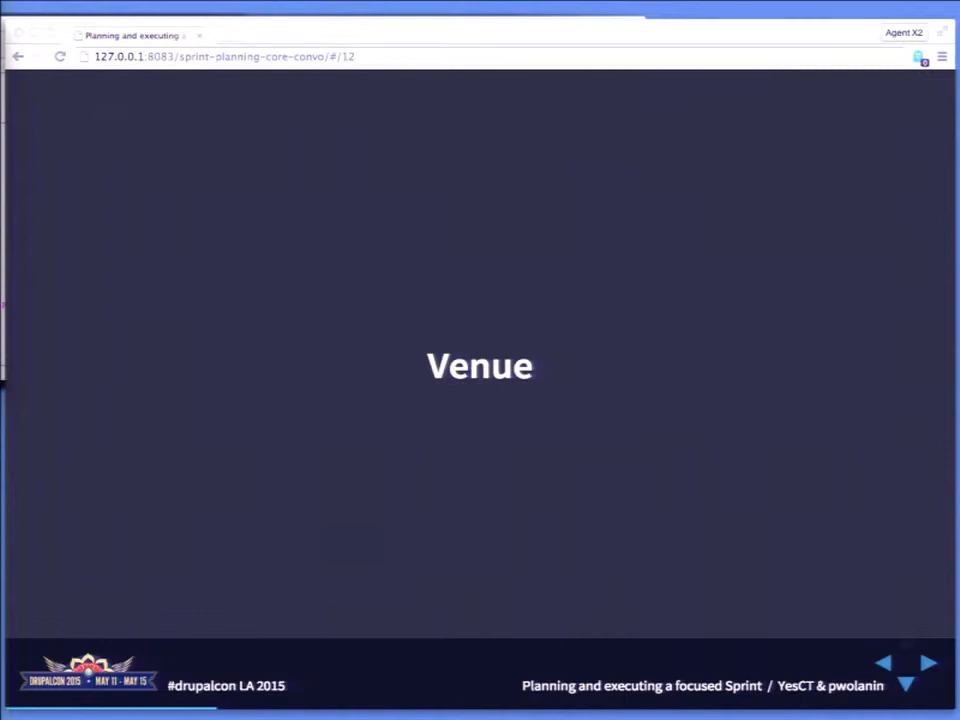 Planning and executing a
Agent X2
127.0.0.1:8083/sprint-planning-core-convo/#/12
Venue
DRUPALCON 2015 • MAY 11 - MAY 15
#drupalcon LA 2015
Planning and executing a focused Sprint / YesCT & pwolanin